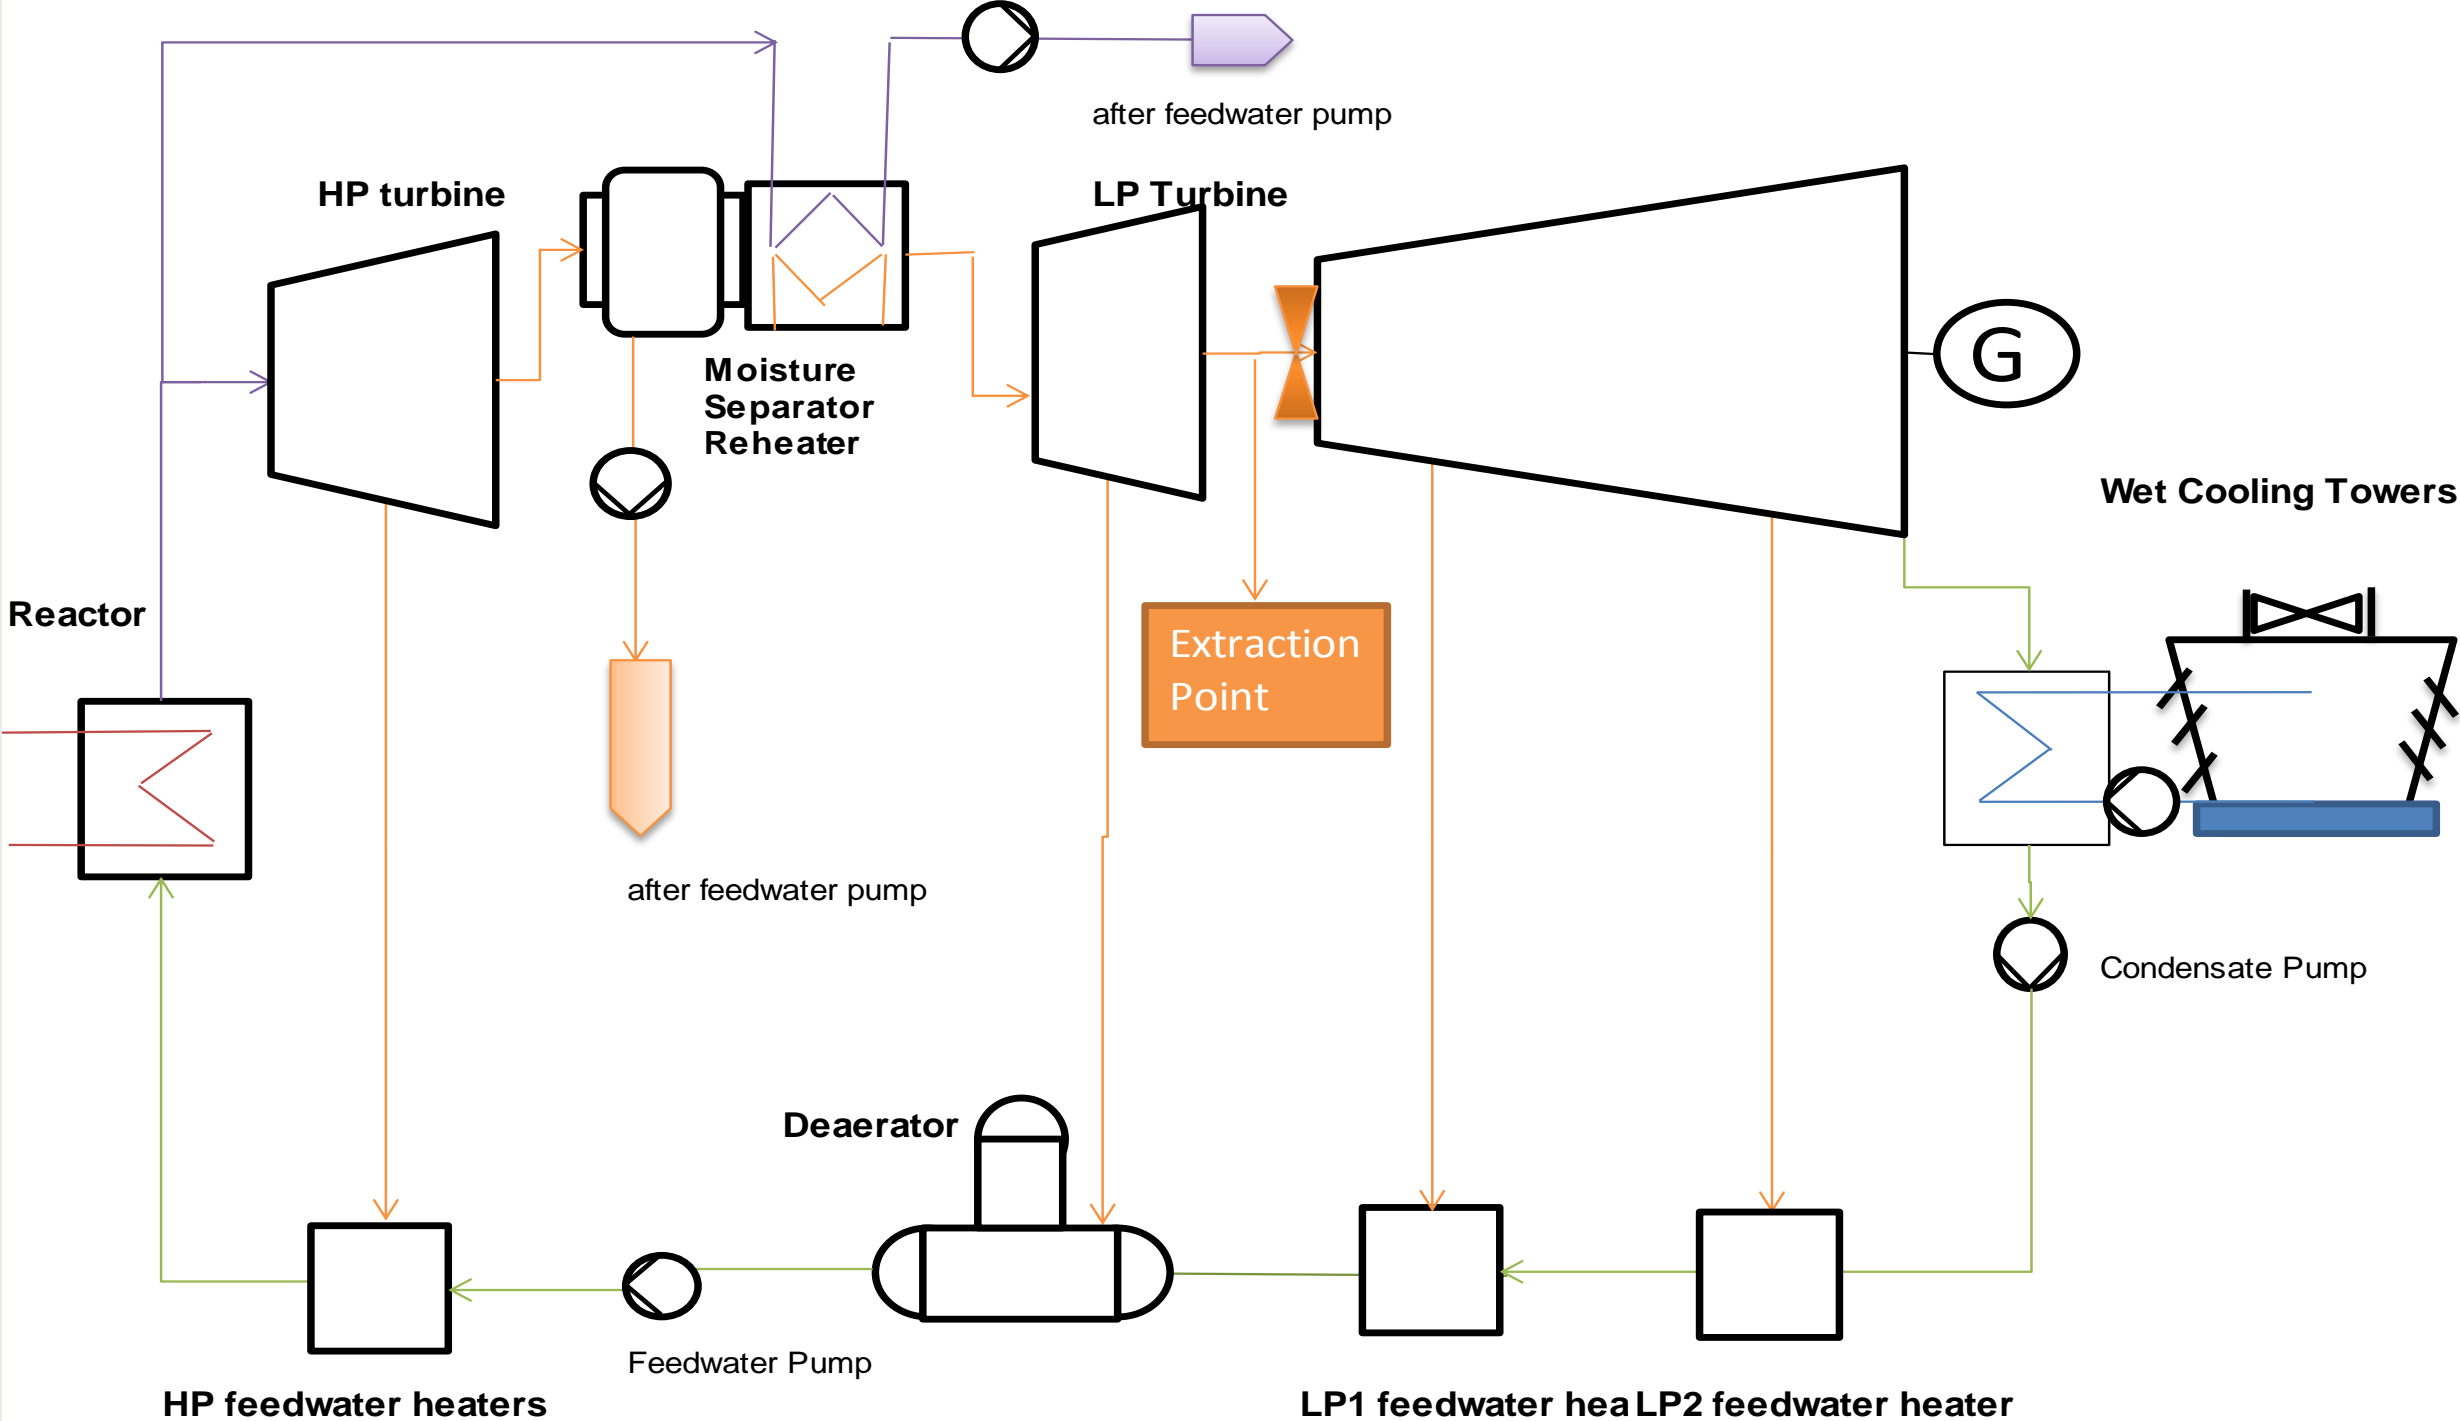 after feedwater pump
HP turbine
LP Turbine
Moisture
Separator
Reheater
G
Wet Cooling Towers
Reactor
Extraction
Point
after feedwater pump
Condensate Pump
Deaerator
Feedwater Pump
HP feedwater heaters
LP1 feedwater hea
LP2 feedwater heater